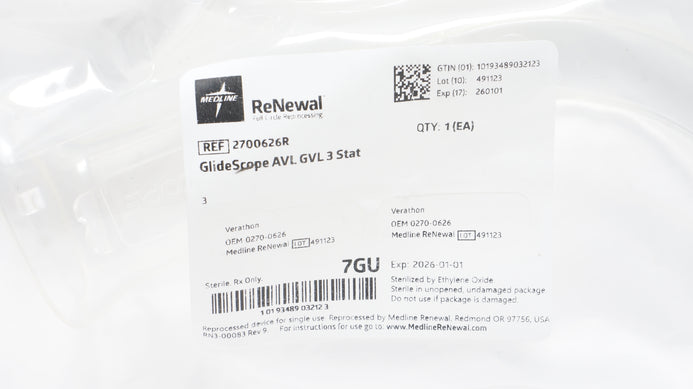 MEDLINE
ReNewal
Full Circle Reprocessing
GTIN (01): 10193489032123
Lot (10): 491123
Exp (17): 260101
QTY: 1 (EA)
REF 2700626R
GlideScope AVL GVL 3 Stat
3
Verathon
OEM 0270-0626
Medline ReNewal LOT 491123
Verathon
OEM 0270-0626
Medline ReNewal LOT 491123
7GU
Exp: 2026-01-01
Sterile. Rx Only.
Sterilized by Ethylene Oxide.
Sterile in unopened, undamaged package.
Do not use if package is damaged.
1 01 93489 03212 3
Reprocessed device for single use. Reprocessed by Medline Renewal, Redmond OR 97756, USA
RN3-00083 Rev 9. For instructions for use go to: www.MedlineReNewal.com